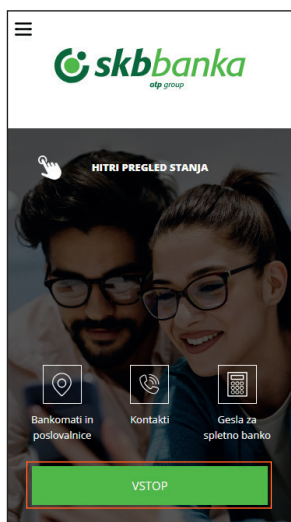 skbbanka
otp group
HITRI PREGLED STANJA
Bankomati in
poslovalnice
Kontakti
Gesla za
spletno banko
VSTOP